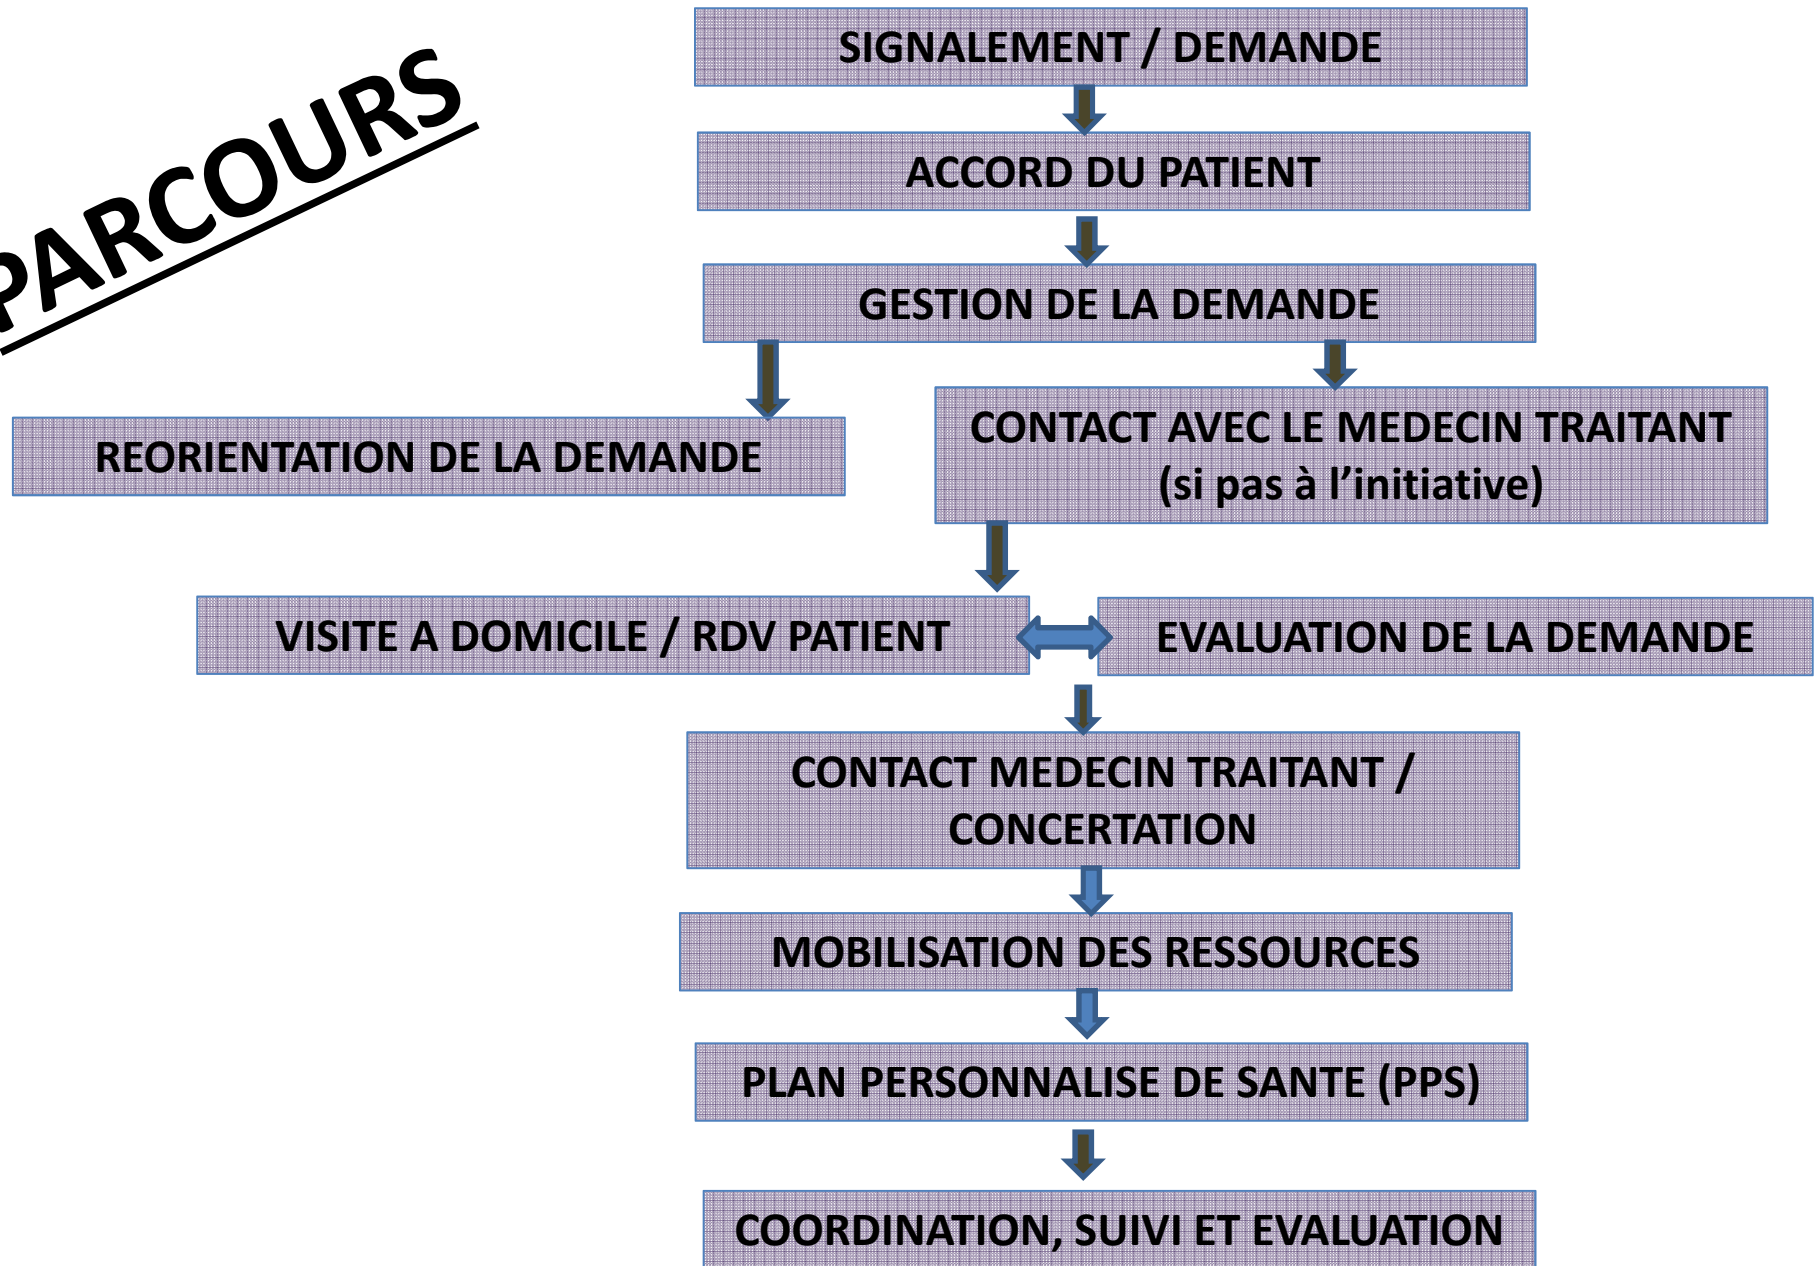 PARCOURS
SIGNALEMENT / DEMANDE
ACCORD DU PATIENT
GESTION DE LA DEMANDE
REORIENTATION DE LA DEMANDE
CONTACT AVEC LE MEDECIN TRAITANT
(si pas à l’initiative)
VISITE A DOMICILE / RDV PATIENT
EVALUATION DE LA DEMANDE
CONTACT MEDECIN TRAITANT /
CONCERTATION
MOBILISATION DES RESSOURCES
PLAN PERSONNALISE DE SANTE (PPS)
COORDINATION, SUIVI ET EVALUATION